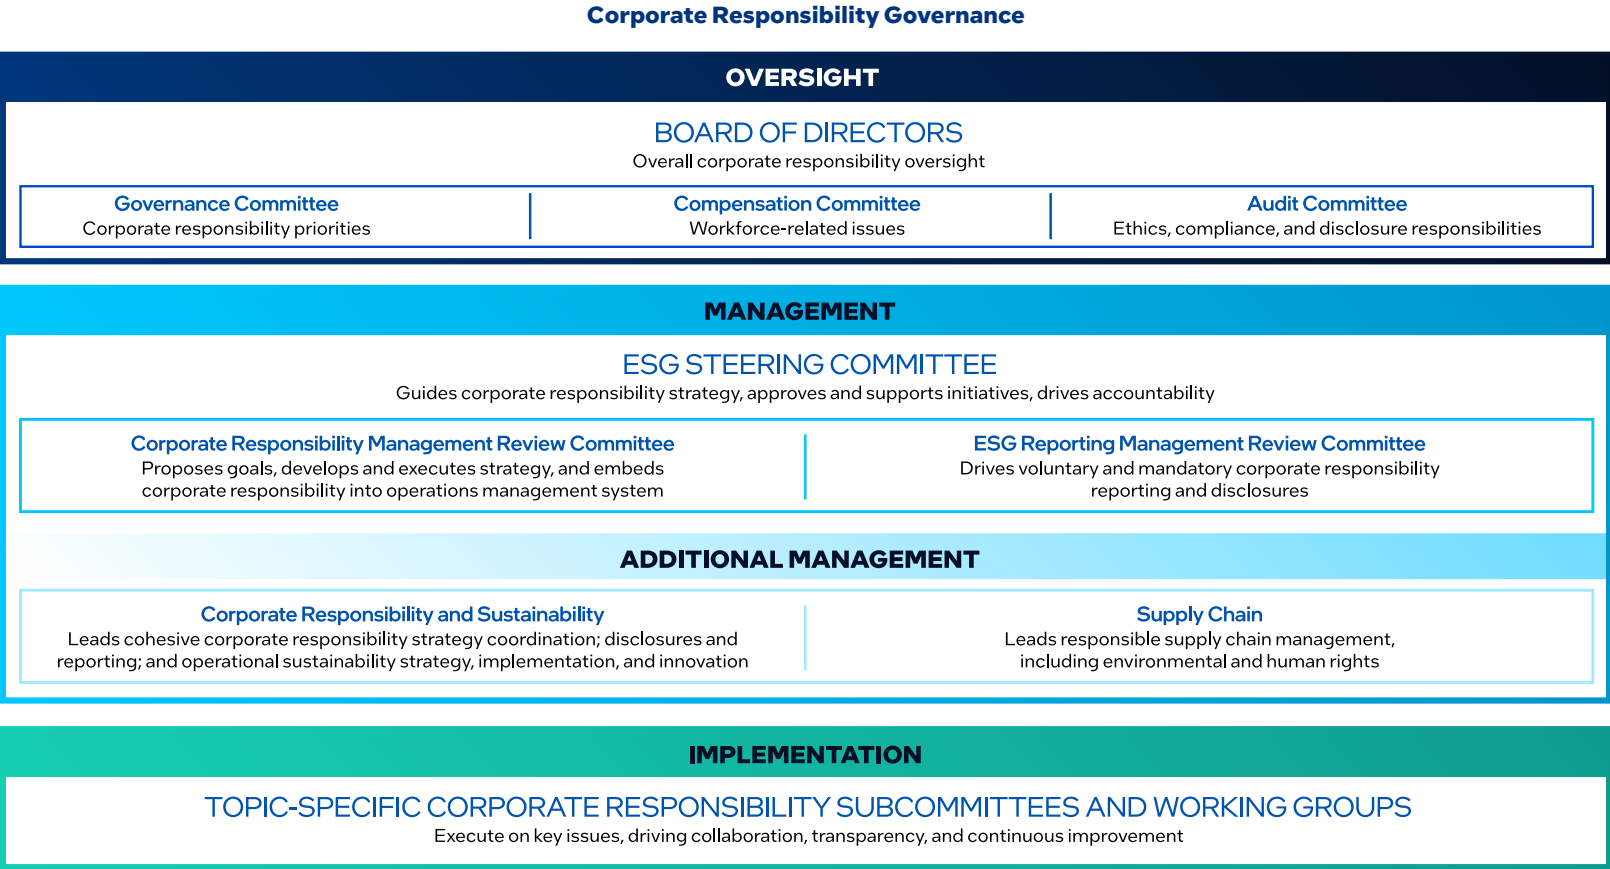 Corporate Responsibility Governance
OVERSIGHT
BOARD OF DIRECTORS
Overall corporate responsibility oversight
Governance Committee
Corporate responsibility priorities
Compensation Committee
Workforce-related issues
Audit Committee
Ethics, compliance, and disclosure responsibilities
MANAGEMENT
ESG STEERING COMMITTEE
Guides corporate responsibility strategy, approves and supports initiatives, drives accountability
Corporate Responsibility Management Review Committee
Proposes goals, develops and executes strategy, and embeds
corporate responsibility into operations management system
ESG Reporting Management Review Committee
Drives voluntary and mandatory corporate responsibility
reporting and disclosures
ADDITIONAL MANAGEMENT
Corporate Responsibility and Sustainability
Leads cohesive corporate responsibility strategy coordination; disclosures and
reporting; and operational sustainability strategy, implementation, and innovation
Supply Chain
Leads responsible supply chain management,
including environmental and human rights
IMPLEMENTATION
TOPIC-SPECIFIC CORPORATE RESPONSIBILITY SUBCOMMITTEES AND WORKING GROUPS
Execute on key issues, driving collaboration, transparency, and continuous improvement